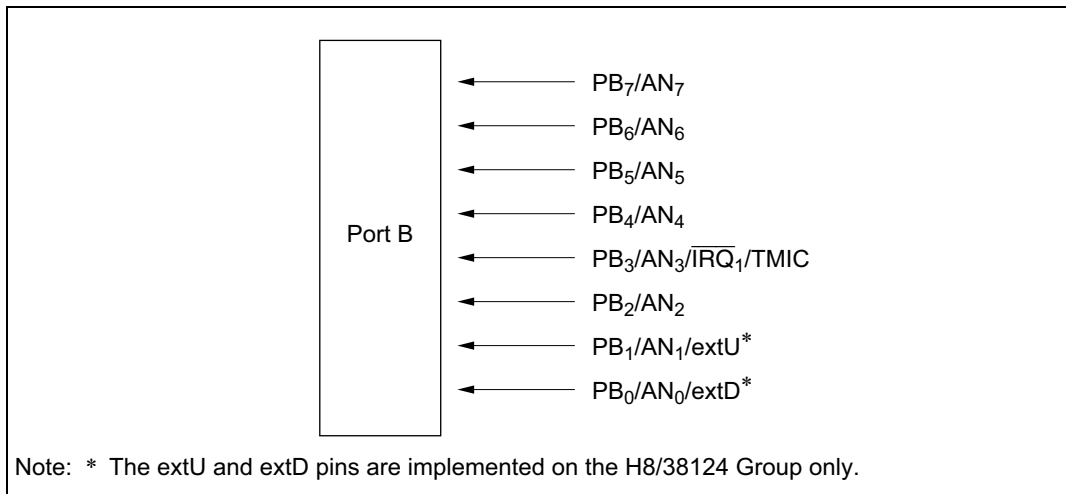 PB₇/AN₇
PB₆/AN₆
PB₅/AN₅
PB₄/AN₄
Port B
PB₃/AN₃/I̅R̅Q̅₁/TMIC
PB₂/AN₂
PB₁/AN₁/extU*
PB₀/AN₀/extD*
Note: * The extU and extD pins are implemented on the H8/38124 Group only.